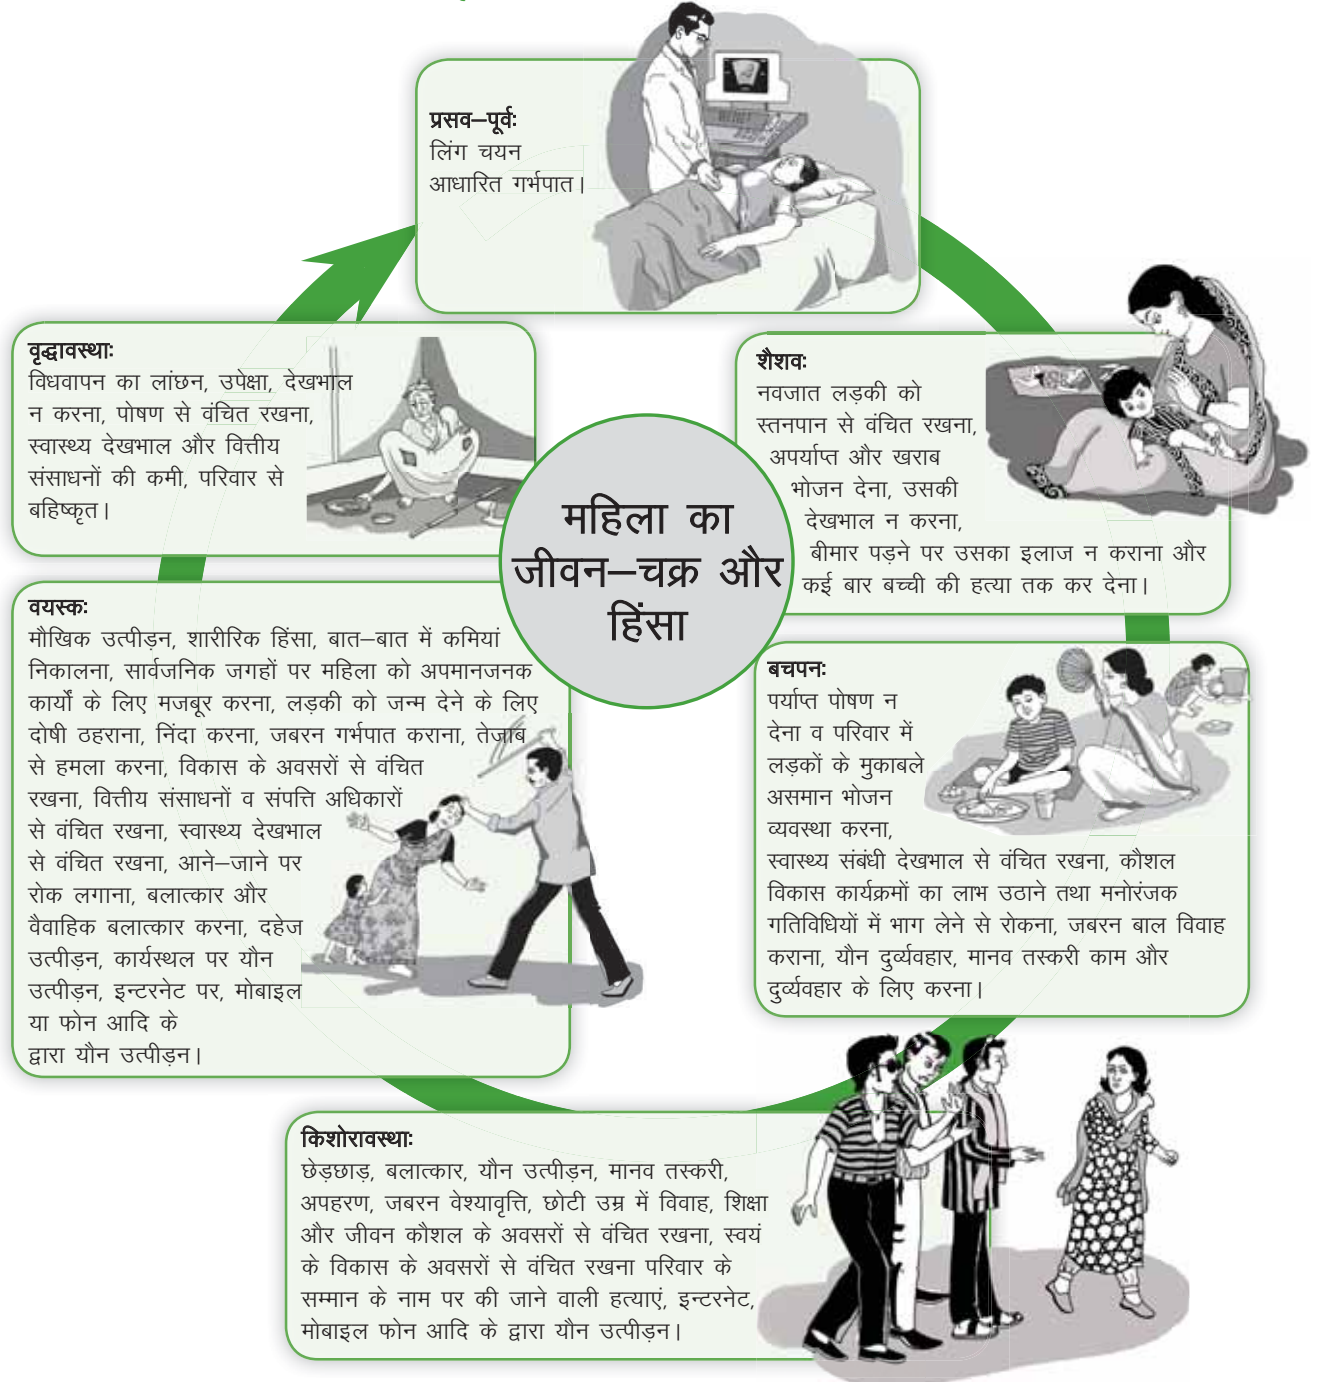 प्रसव–पूर्वः
लिंग चयन
आधारित गर्भपात।
शैशवः
नवजात लड़की को
स्तनपान से वंचित रखना,
अपर्याप्त और खराब
भोजन देना, उसकी
देखभाल न करना,
बीमार पड़ने पर उसका इलाज न कराना और
कई बार बच्ची की हत्या तक कर देना।
बचपनः
पर्याप्त पोषण न
देना व परिवार में
लड़कों के मुकाबले
असमान भोजन
व्यवस्था करना,
स्वास्थ्य संबंधी देखभाल से वंचित रखना, कौशल
विकास कार्यक्रमों का लाभ उठाने तथा मनोरंजक
गतिविधियों में भाग लेने से रोकना, जबरन बाल विवाह
कराना, यौन दुर्व्यवहार, मानव तस्करी काम और
दुर्व्यवहार के लिए करना।
किशोरावस्थाः
छेड़छाड़, बलात्कार, यौन उत्पीड़न, मानव तस्करी,
अपहरण, जबरन वेश्यावृत्ति, छोटी उम्र में विवाह, शिक्षा
और जीवन कौशल के अवसरों से वंचित रखना, स्वयं
के विकास के अवसरों से वंचित रखना परिवार के
सम्मान के नाम पर की जाने वाली हत्याएं, इन्टरनेट,
मोबाइल फोन आदि के द्वारा यौन उत्पीड़न।
वयस्कः
मौखिक उत्पीड़न, शारीरिक हिंसा, बात–बात में कमियां
निकालना, सार्वजनिक जगहों पर महिला को अपमानजनक
कार्यों के लिए मजबूर करना, लड़की को जन्म देने के लिए
दोषी ठहराना, निंदा करना, जबरन गर्भपात कराना, तेजाब
से हमला करना, विकास के अवसरों से वंचित
रखना, वित्तीय संसाधनों व संपत्ति अधिकारों
से वंचित रखना, स्वास्थ्य देखभाल
से वंचित रखना, आने–जाने पर
रोक लगाना, बलात्कार और
वैवाहिक बलात्कार करना, दहेज
उत्पीड़न, कार्यस्थल पर यौन
उत्पीड़न, इन्टरनेट पर, मोबाइल
या फोन आदि के
द्वारा यौन उत्पीड़न।
वृद्धावस्थाः
विधवापन का लांछन, उपेक्षा, देखभाल
न करना, पोषण से वंचित रखना,
स्वास्थ्य देखभाल और वित्तीय
संसाधनों की कमी, परिवार से
बहिष्कृत।
महिला का
जीवन–चक्र और
हिंसा